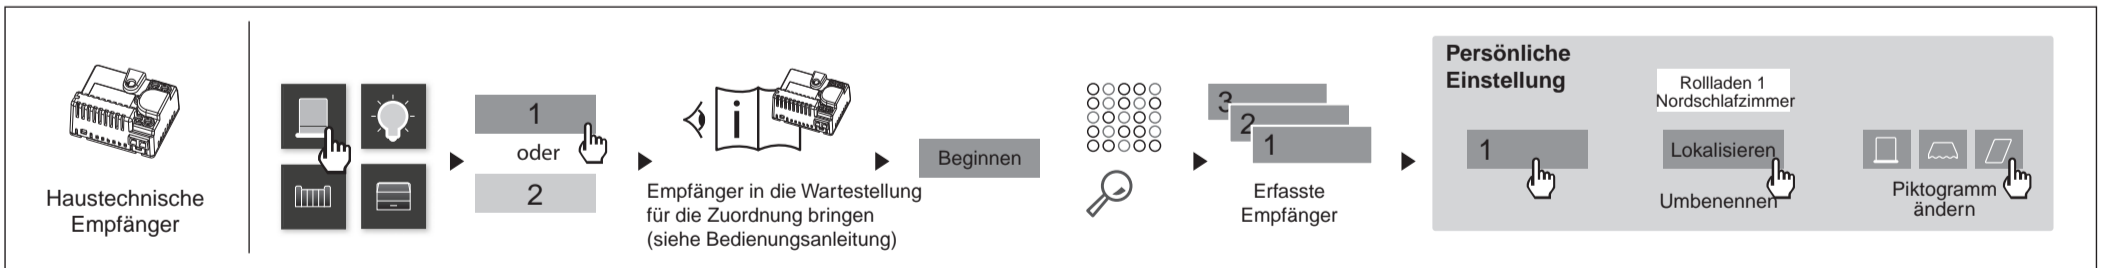 Haustechnische
Empfänger
1
oder
2
i
Empfänger in die Wartestellung
für die Zuordnung bringen
(siehe Bedienungsanleitung)
Beginnen
3
2
1
Erfasste
Empfänger
Persönliche
Einstellung
1
Rollladen 1
Nordschlafzimmer
Lokalisieren
Umbenennen
Piktogramm
ändern